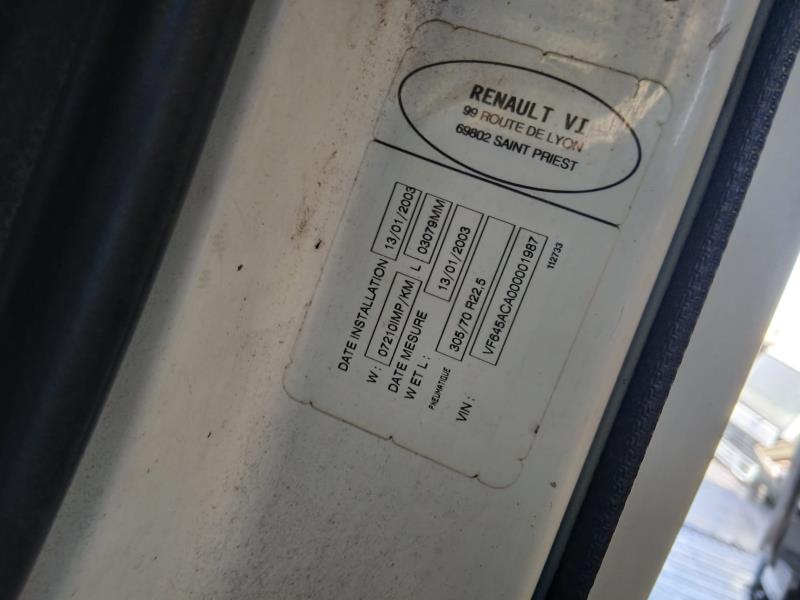 RENAULT VI
99 ROUTE DE LYON
69802 SAINT PRIEST
DATE INSTALLATION 13/01/2003
W: 07210IMP/KM L 03079MM
DATE MESURE
W ET L: 13/01/2003
PNEUMATIQUE 305/70 R22.5
VIN: VF645ACA000001987
112733